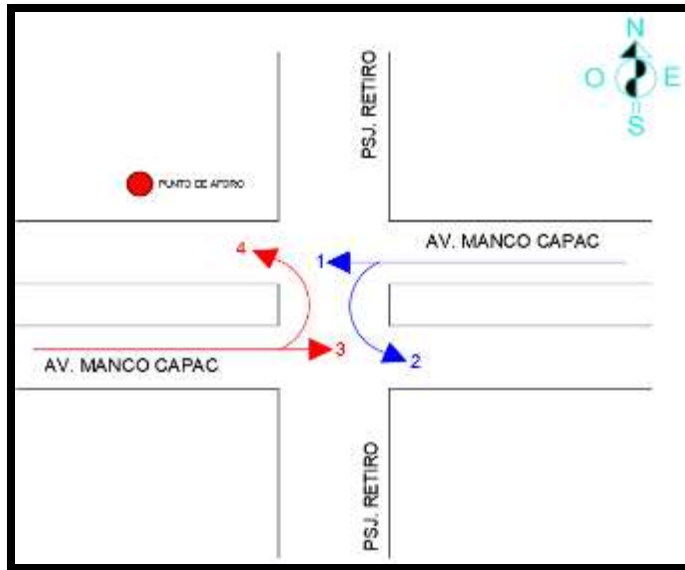 N
O
E
S
PSJ. RETIRO
PUNTO DE AFORO
AV. MANCO CAPAC
4
1
3
2
AV. MANCO CAPAC
PSJ. RETIRO